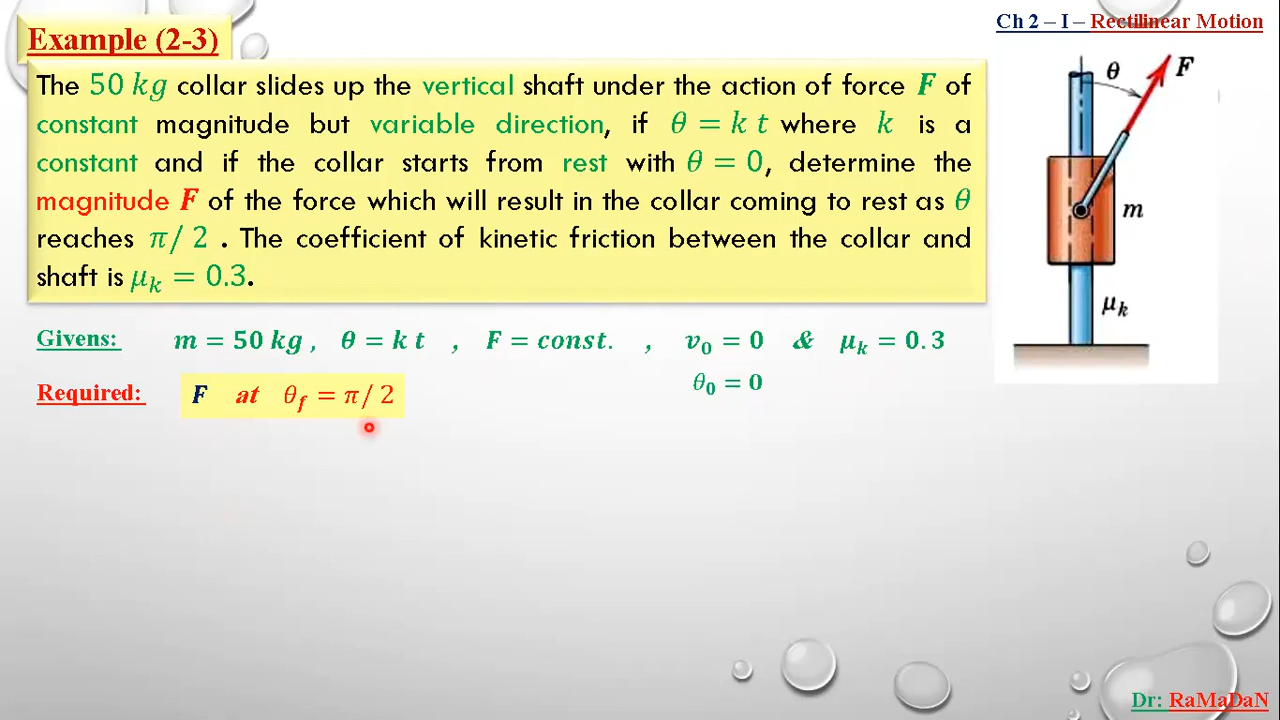 Example (2-3)
Ch 2 – I – Rectilinear Motion
The 50 kg collar slides up the vertical shaft under the action of force F of
constant magnitude but variable direction, if θ = k t where k is a
constant and if the collar starts from rest with θ = 0, determine the
magnitude F of the force which will result in the collar coming to rest as θ
reaches π/ 2 . The coefficient of kinetic friction between the collar and
shaft is μk = 0.3.
θ
F
m
μk
Givens: m = 50 kg , θ = k t , F = const. , v0 = 0 & μk = 0.3
θ0 = 0
Required: F at θf = π/ 2
Dr: RaMaDaN